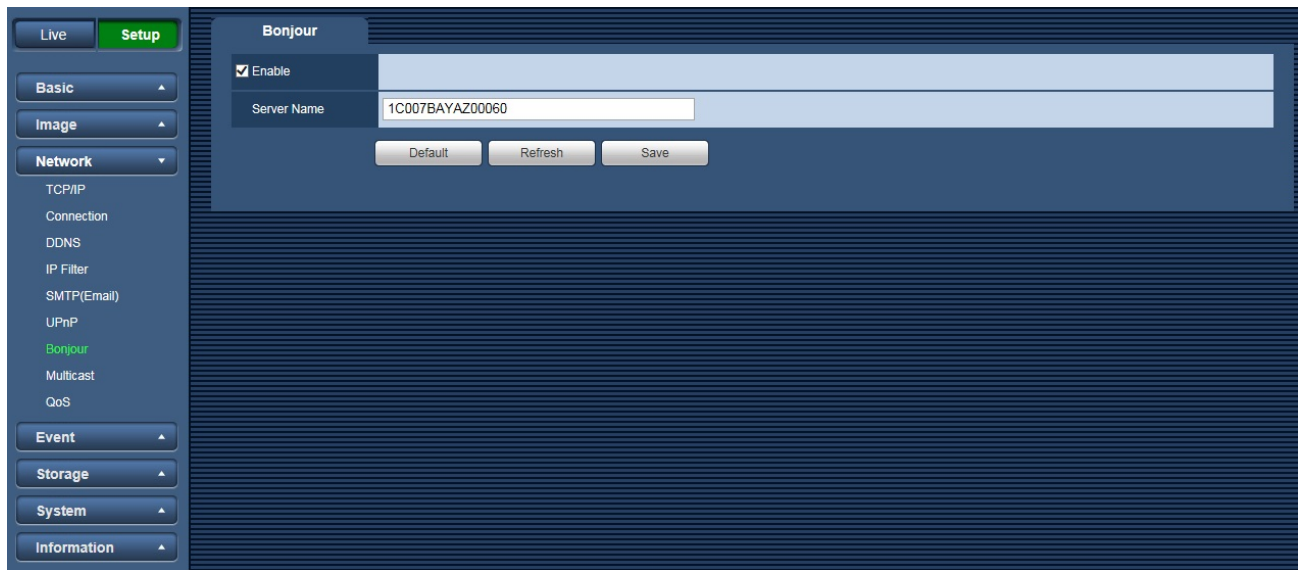 Live Setup
Basic
Image
Network
TCP/IP
Connection
DDNS
IP Filter
SMTP(Email)
UPnP
Bonjour
Multicast
QoS
Event
Storage
System
Information
Bonjour
Enable
Server Name 1C007BAYAZ00060
Default Refresh Save